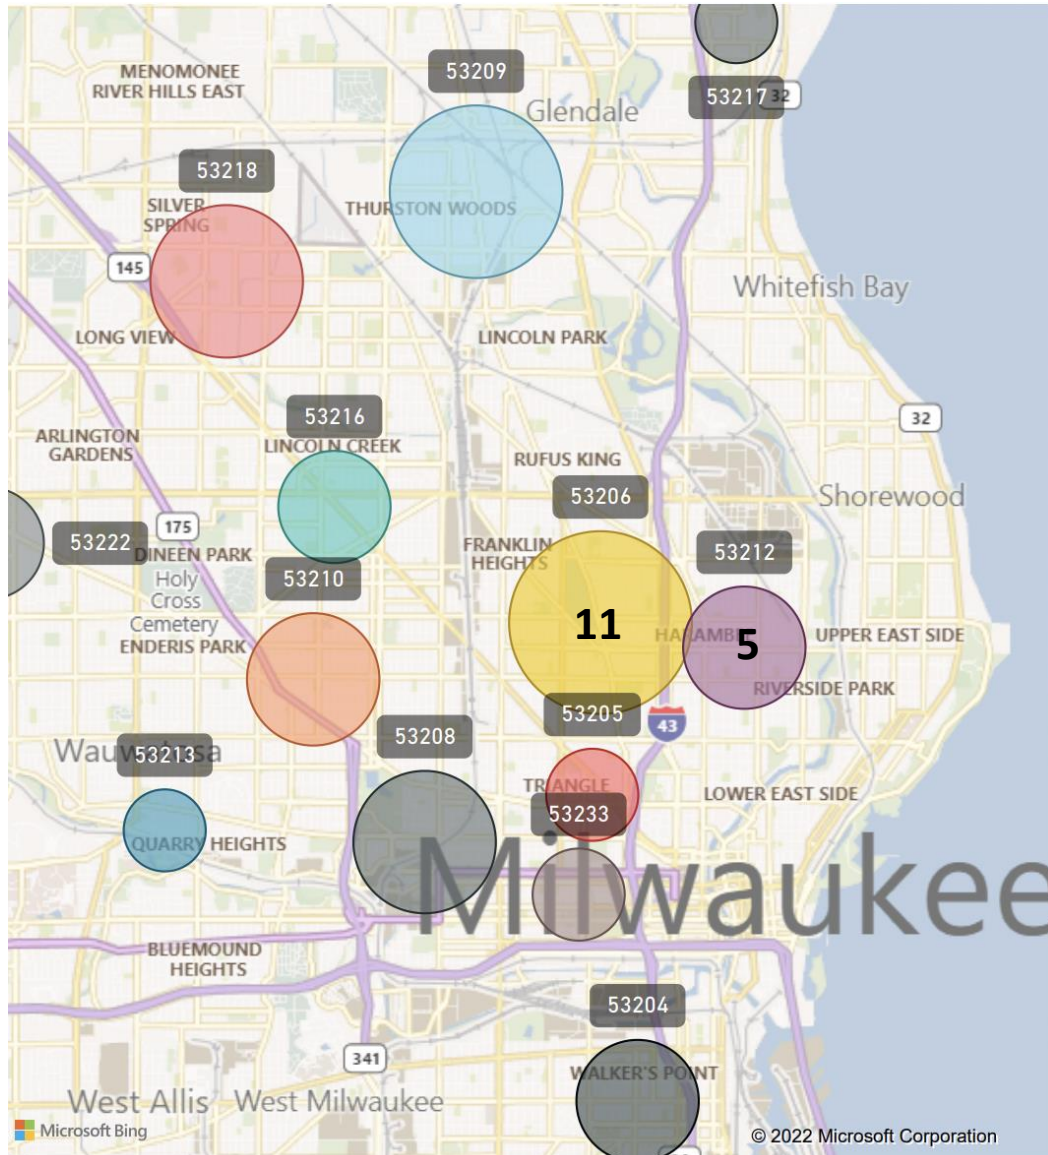 MENOMONEE
RIVER HILLS EAST
53209
Glendale
53217
32
53218
SILVER
SPRING
THURSTON WOODS
145
Whitefish Bay
LONG VIEW
LINCOLN PARK
32
53216
LINCOLN CREEK
ARLINGTON
GARDENS
RUFUS KING
53206
Shorewood
175
53222
DINEEN PARK
FRANKLIN
HEIGHTS
53212
53210
Holy
Cross
Cemetery
ENDERIS PARK
11
HARAMBEE
5
UPPER EAST SIDE
RIVERSIDE PARK
53205
43
53208
Wauwatosa
53213
TRIANGLE
LOWER EAST SIDE
53233
QUARRY HEIGHTS
Milwaukee
BLUEMOUND
HEIGHTS
53204
341
WALKER'S POINT
West Allis
West Milwaukee
Microsoft Bing
© 2022 Microsoft Corporation